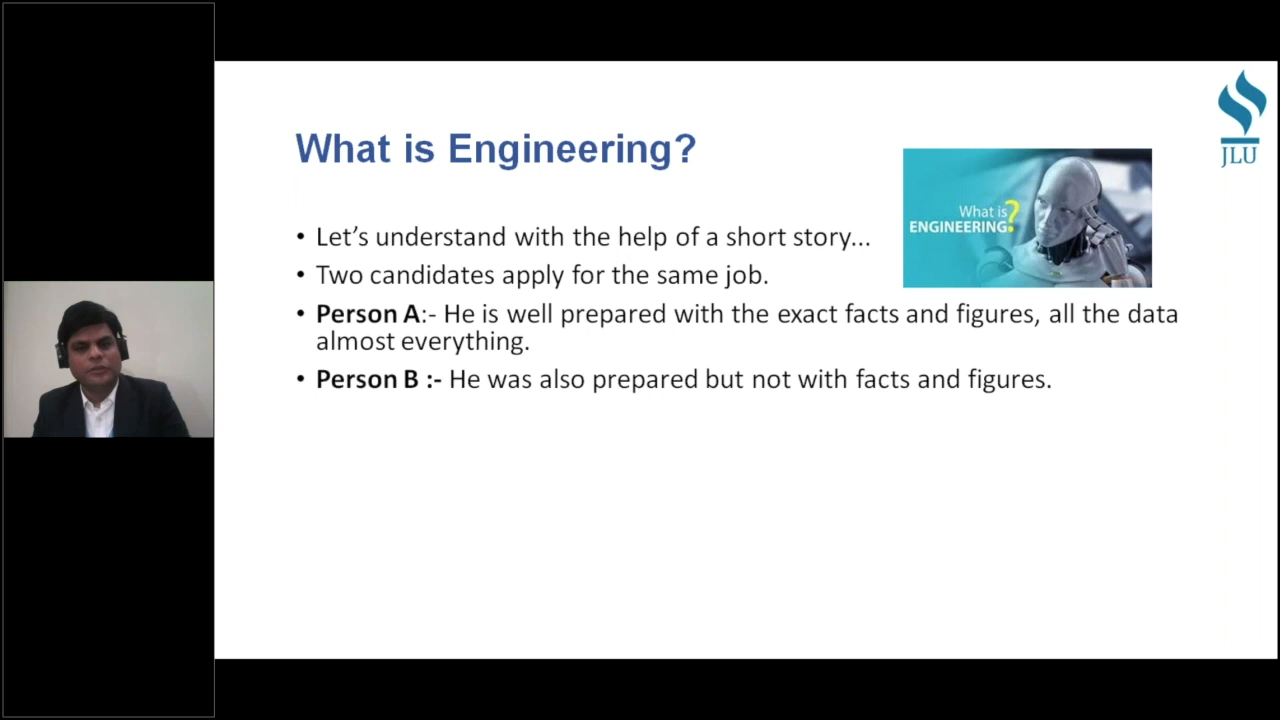 What is Engineering?
JLU
What is
ENGINEERING?
• Let’s understand with the help of a short story...
• Two candidates apply for the same job.
• Person A:- He is well prepared with the exact facts and figures, all the data
almost everything.
• Person B :- He was also prepared but not with facts and figures.